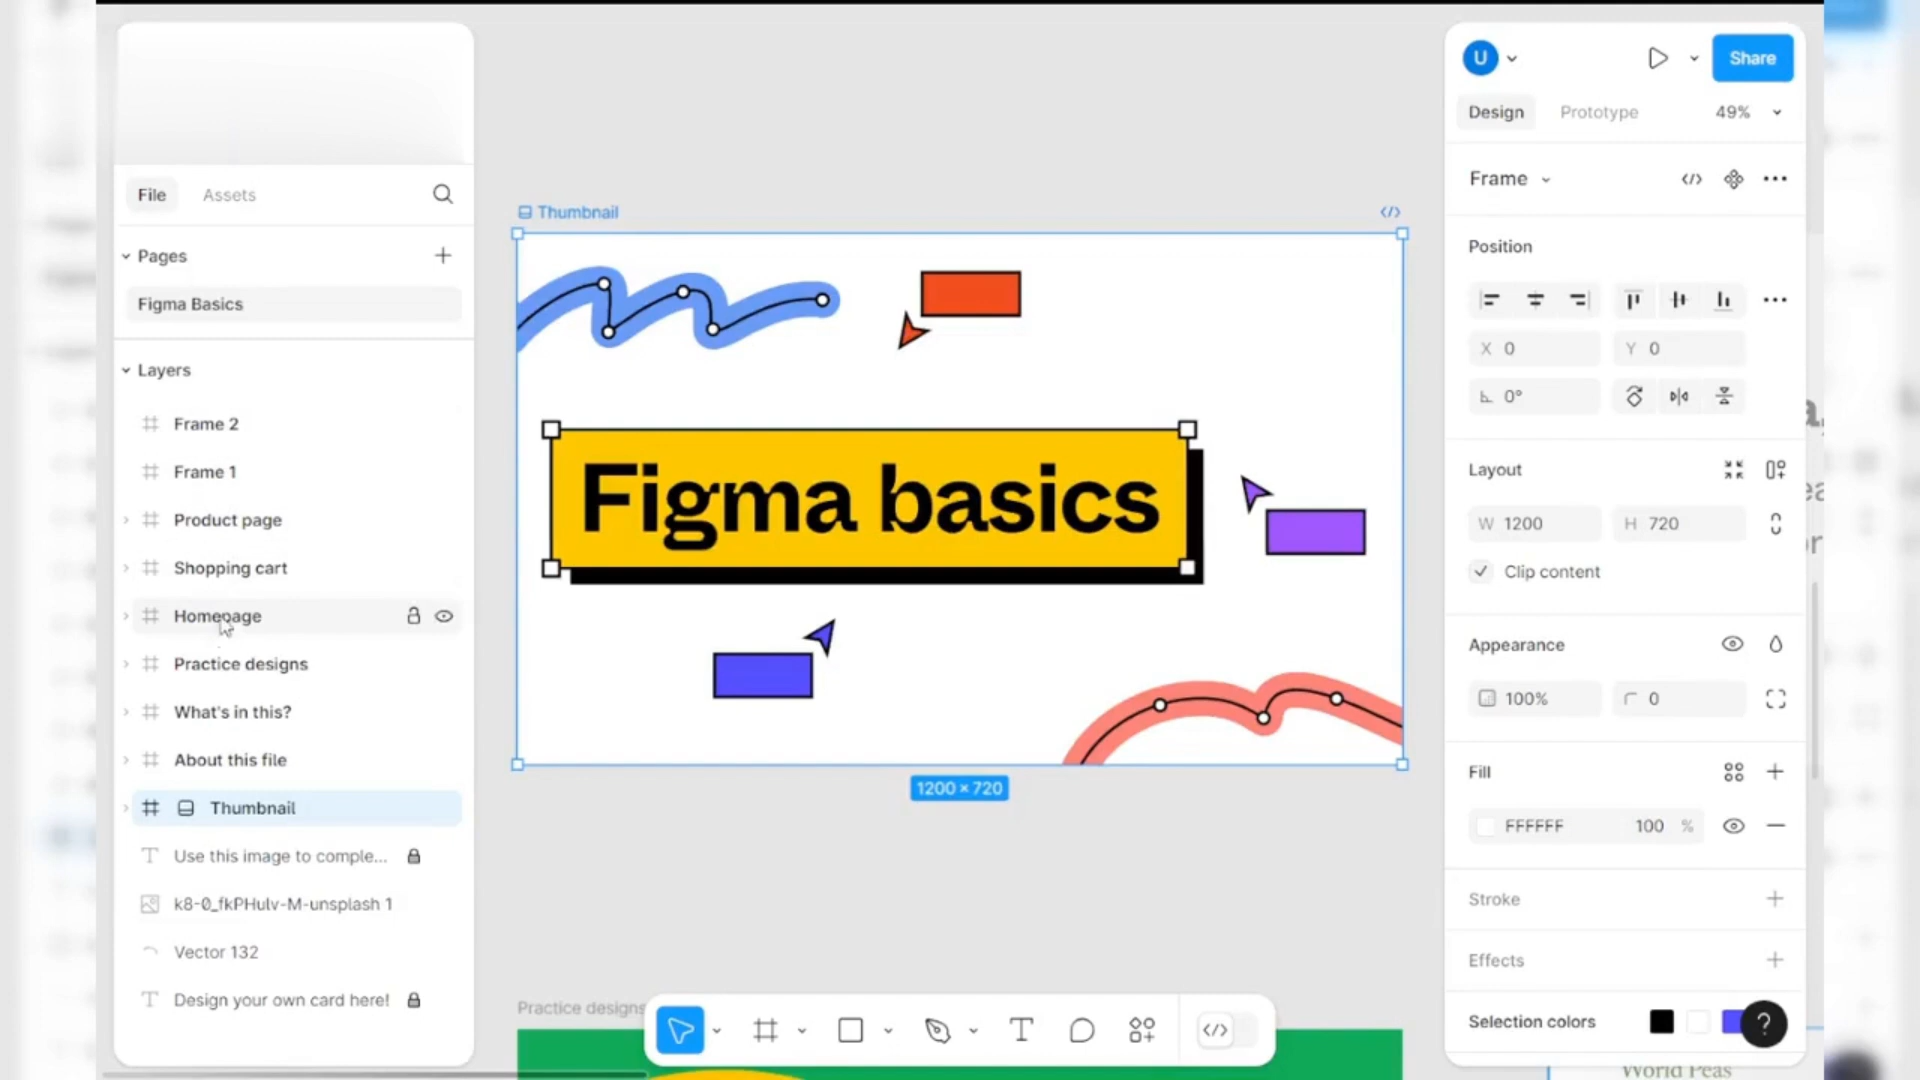 File
Assets
Pages
Figma Basics
Layers
Frame 2
Frame 1
Product page
Shopping cart
Homepage
Practice designs
What's in this?
About this file
Thumbnail
Use this image to comple...
k8-0_fkPHulv-M-unsplash 1
Vector 132
Design your own card here!
Thumbnail
Figma basics
1200 × 720
Practice designs
U
Share
Design
Prototype
49%
Frame
Position
X 0
Y 0
0°
Layout
W 1200
H 720
Clip content
Appearance
100%
0
Fill
FFFFFF
100 %
Stroke
Effects
Selection colors
?
World Peas